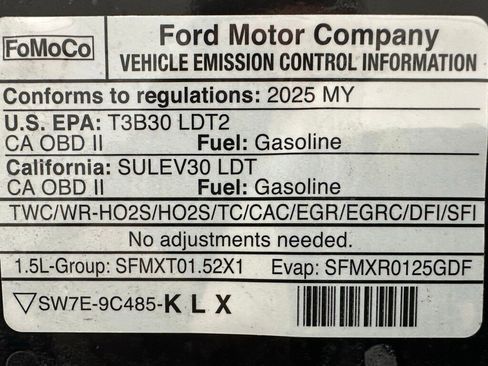 FoMoCo
Ford Motor Company
VEHICLE EMISSION CONTROL INFORMATION
Conforms to regulations: 2025 MY
U.S. EPA: T3B30 LDT2
CA OBD II Fuel: Gasoline
California: SULEV30 LDT
CA OBD II Fuel: Gasoline
TWC/WR-HO2S/HO2S/TC/CAC/EGR/EGRC/DFI/SFI
No adjustments needed.
1.5L-Group: SFMXT01.52X1 Evap: SFMXR0125GDF
SW7E-9C485-K L X